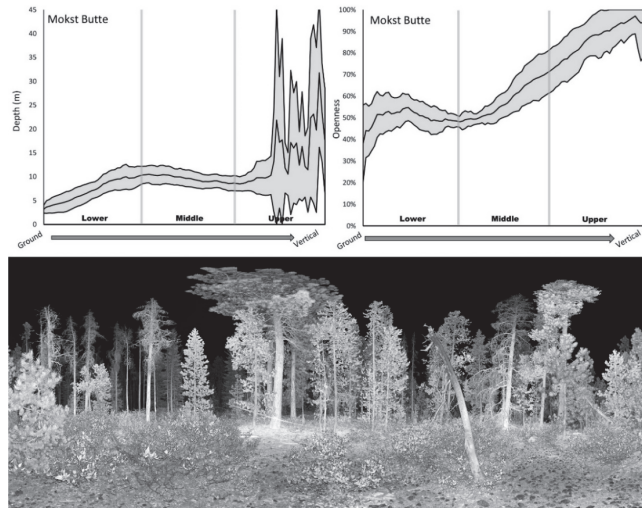 Mokst Butte
45
40
35
30
25
20
15
10
5
0
Depth (m)
Lower Middle Upper
Ground Vertical
Mokst Butte
100%
90%
80%
70%
60%
50%
40%
30%
20%
10%
0%
Openness
Lower Middle Upper
Ground Vertical